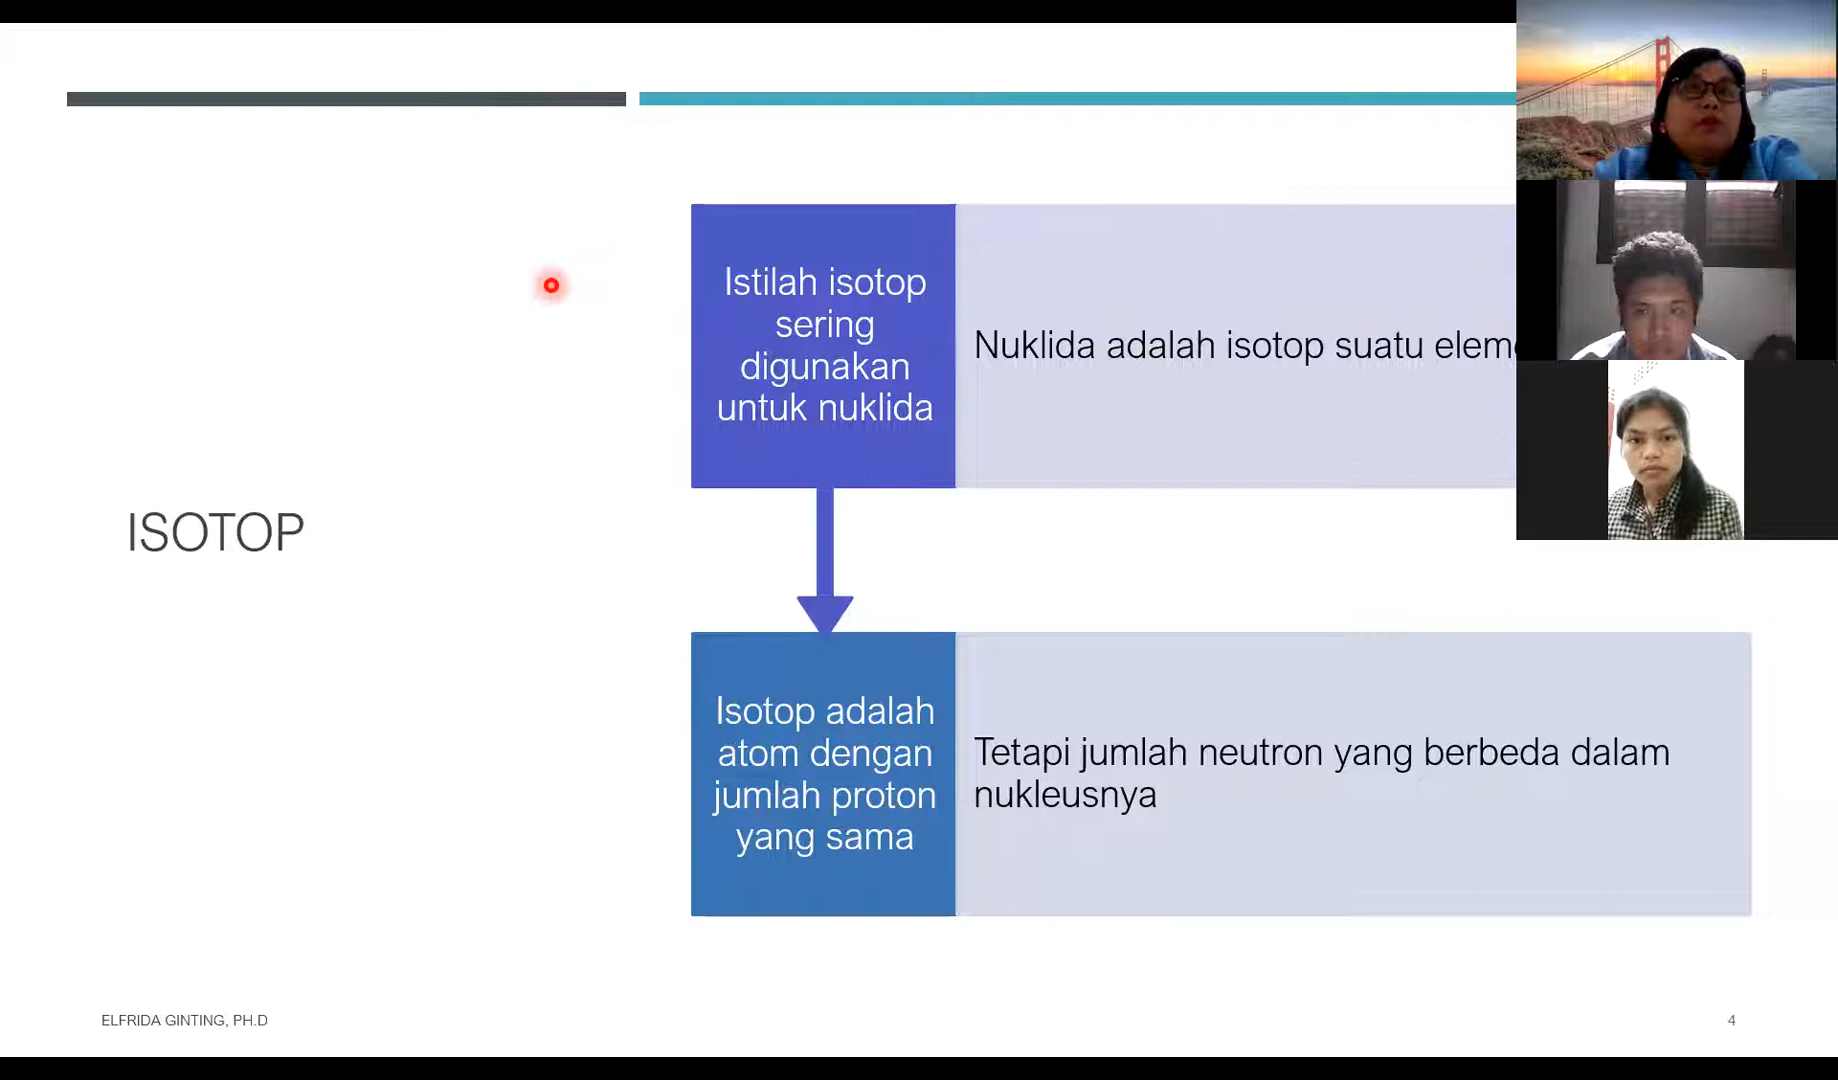 ISOTOP
Istilah isotop
sering
digunakan
untuk nuklida
Nuklida adalah isotop suatu
Isotop adalah
atom dengan
jumlah proton
yang sama
Tetapi jumlah neutron yang berbeda dalam
nukleusnya
ELFRIDA GINTING, PH.D
4